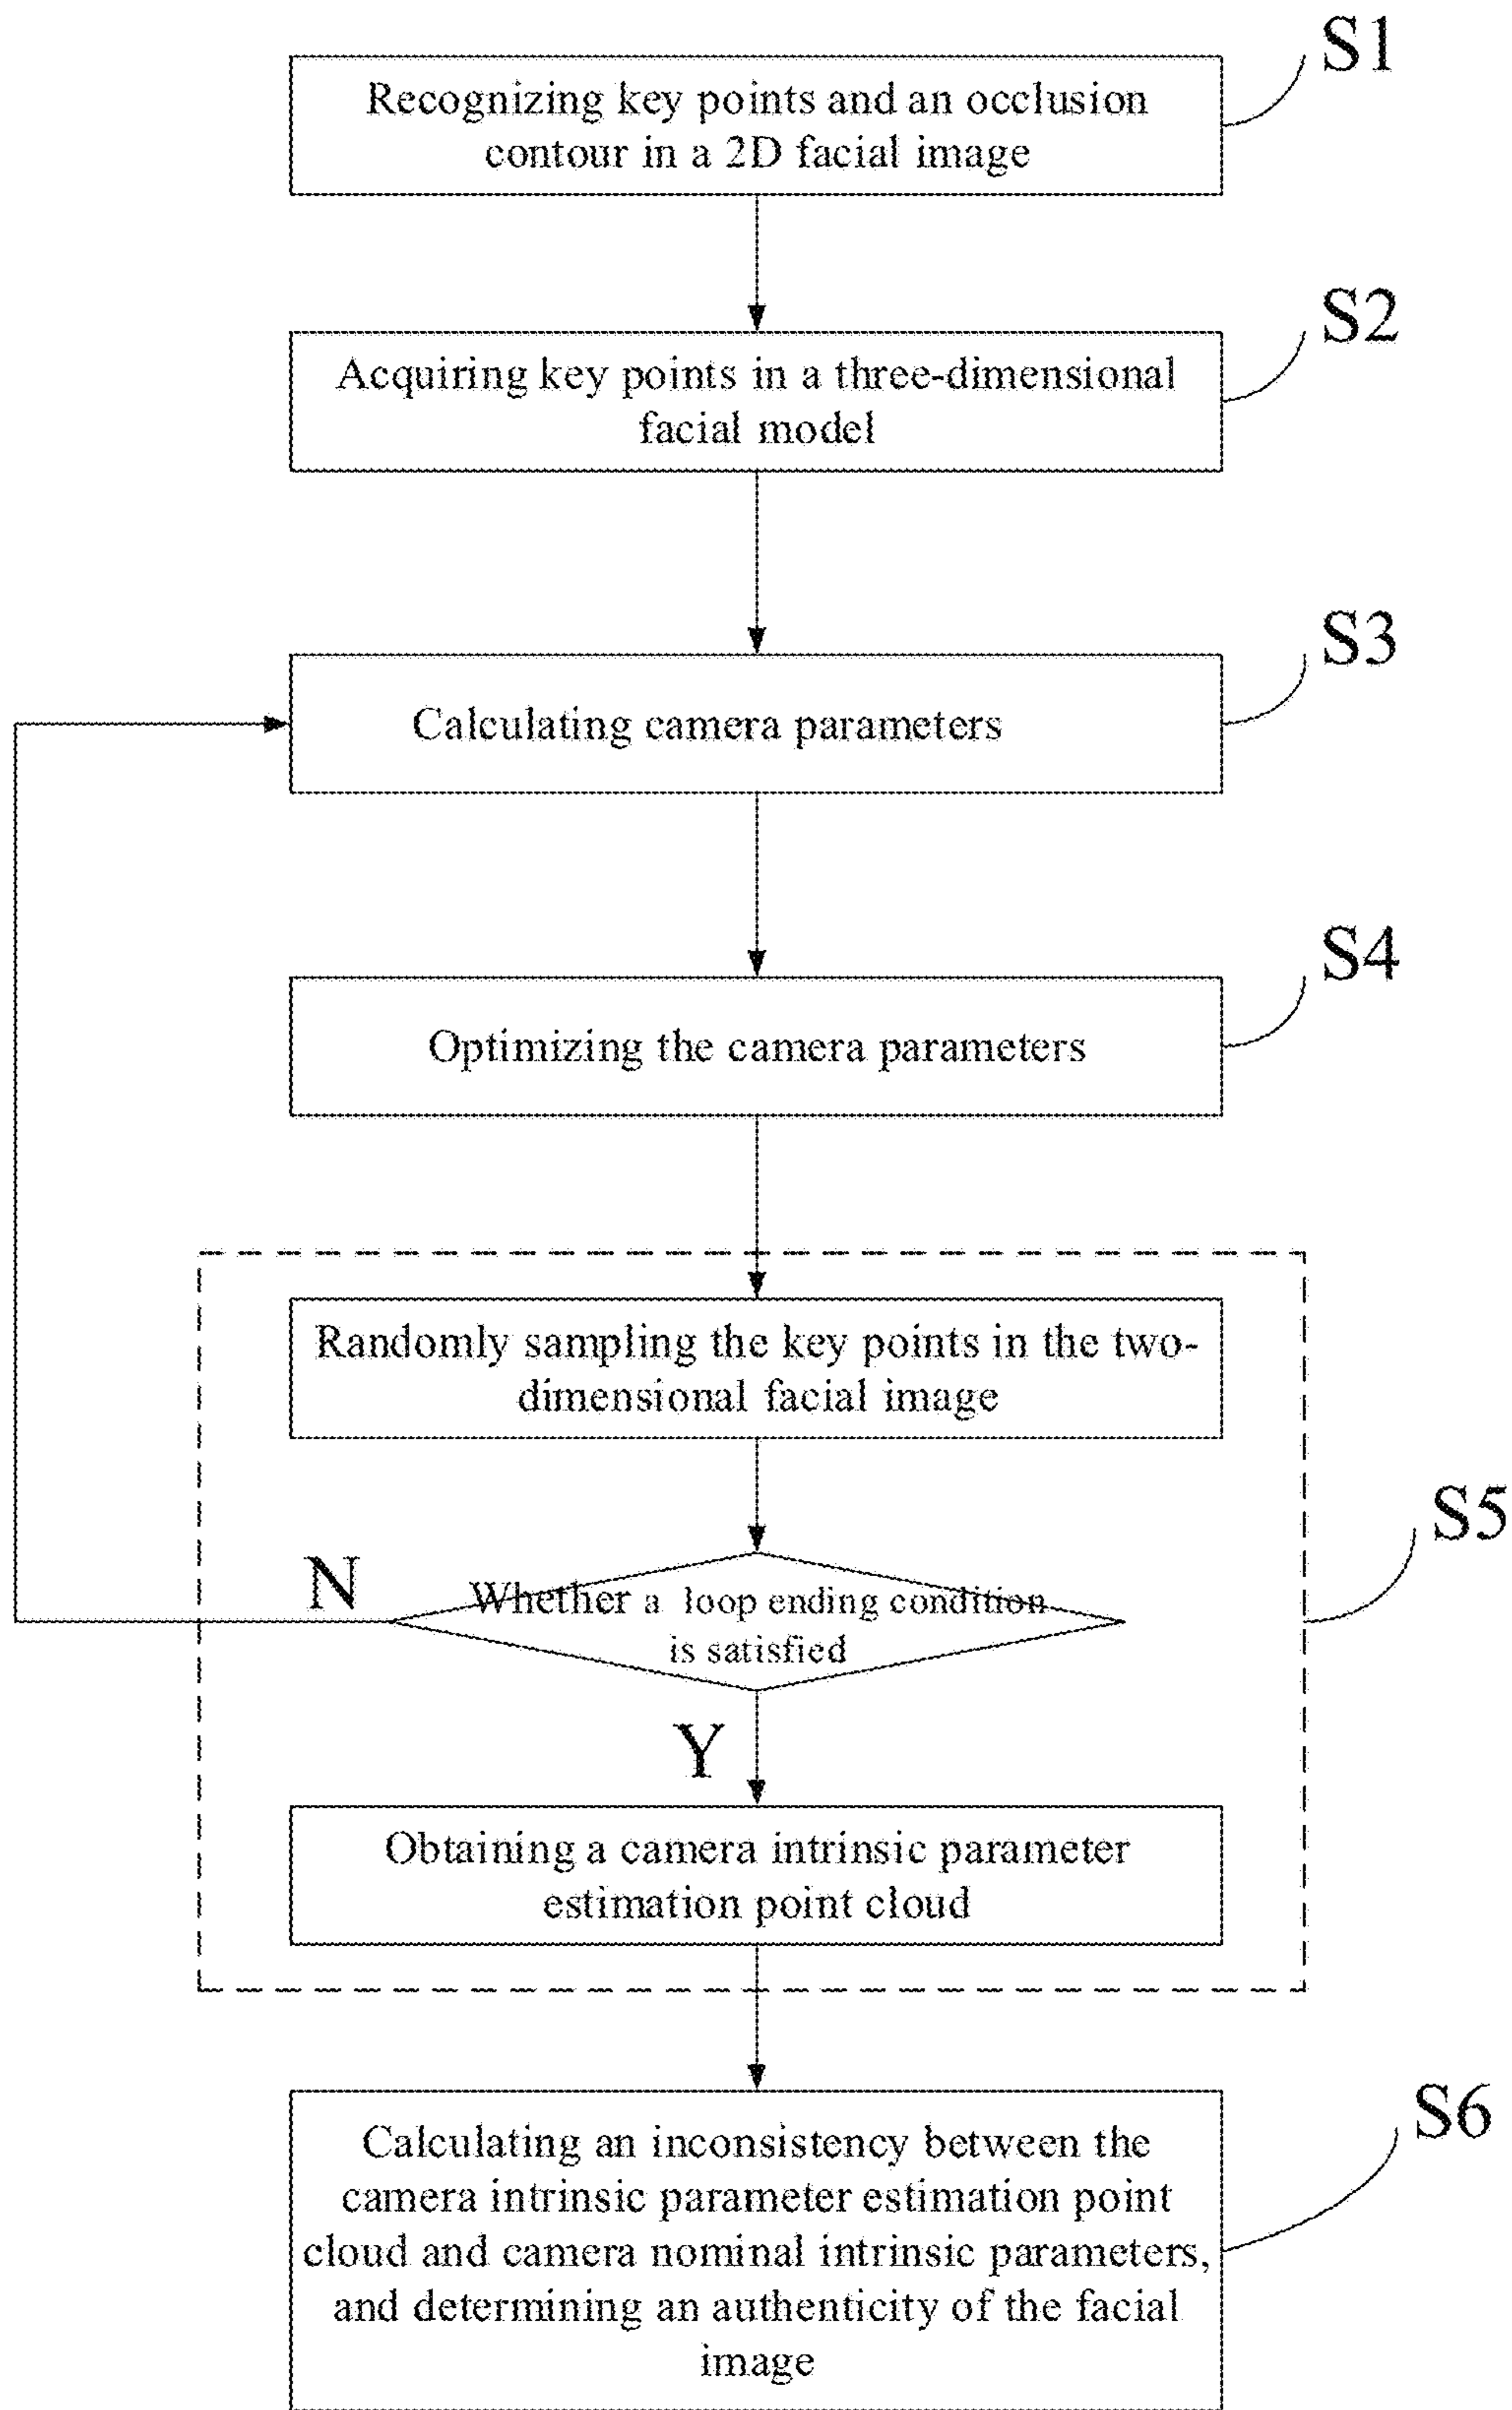 S1
Recognizing key points and an occlusion
contour in a 2D facial image
S2
Acquiring key points in a three-dimensional
facial model
S3
Calculating camera parameters
S4
Optimizing the camera parameters
Randomly sampling the key points in the two-
dimensional facial image
S5
N
Whether a loop ending condition
is satisfied
Y
Obtaining a camera intrinsic parameter
estimation point cloud
S6
Calculating an inconsistency between the
camera intrinsic parameter estimation point
cloud and camera nominal intrinsic parameters,
and determining an authenticity of the facial
image